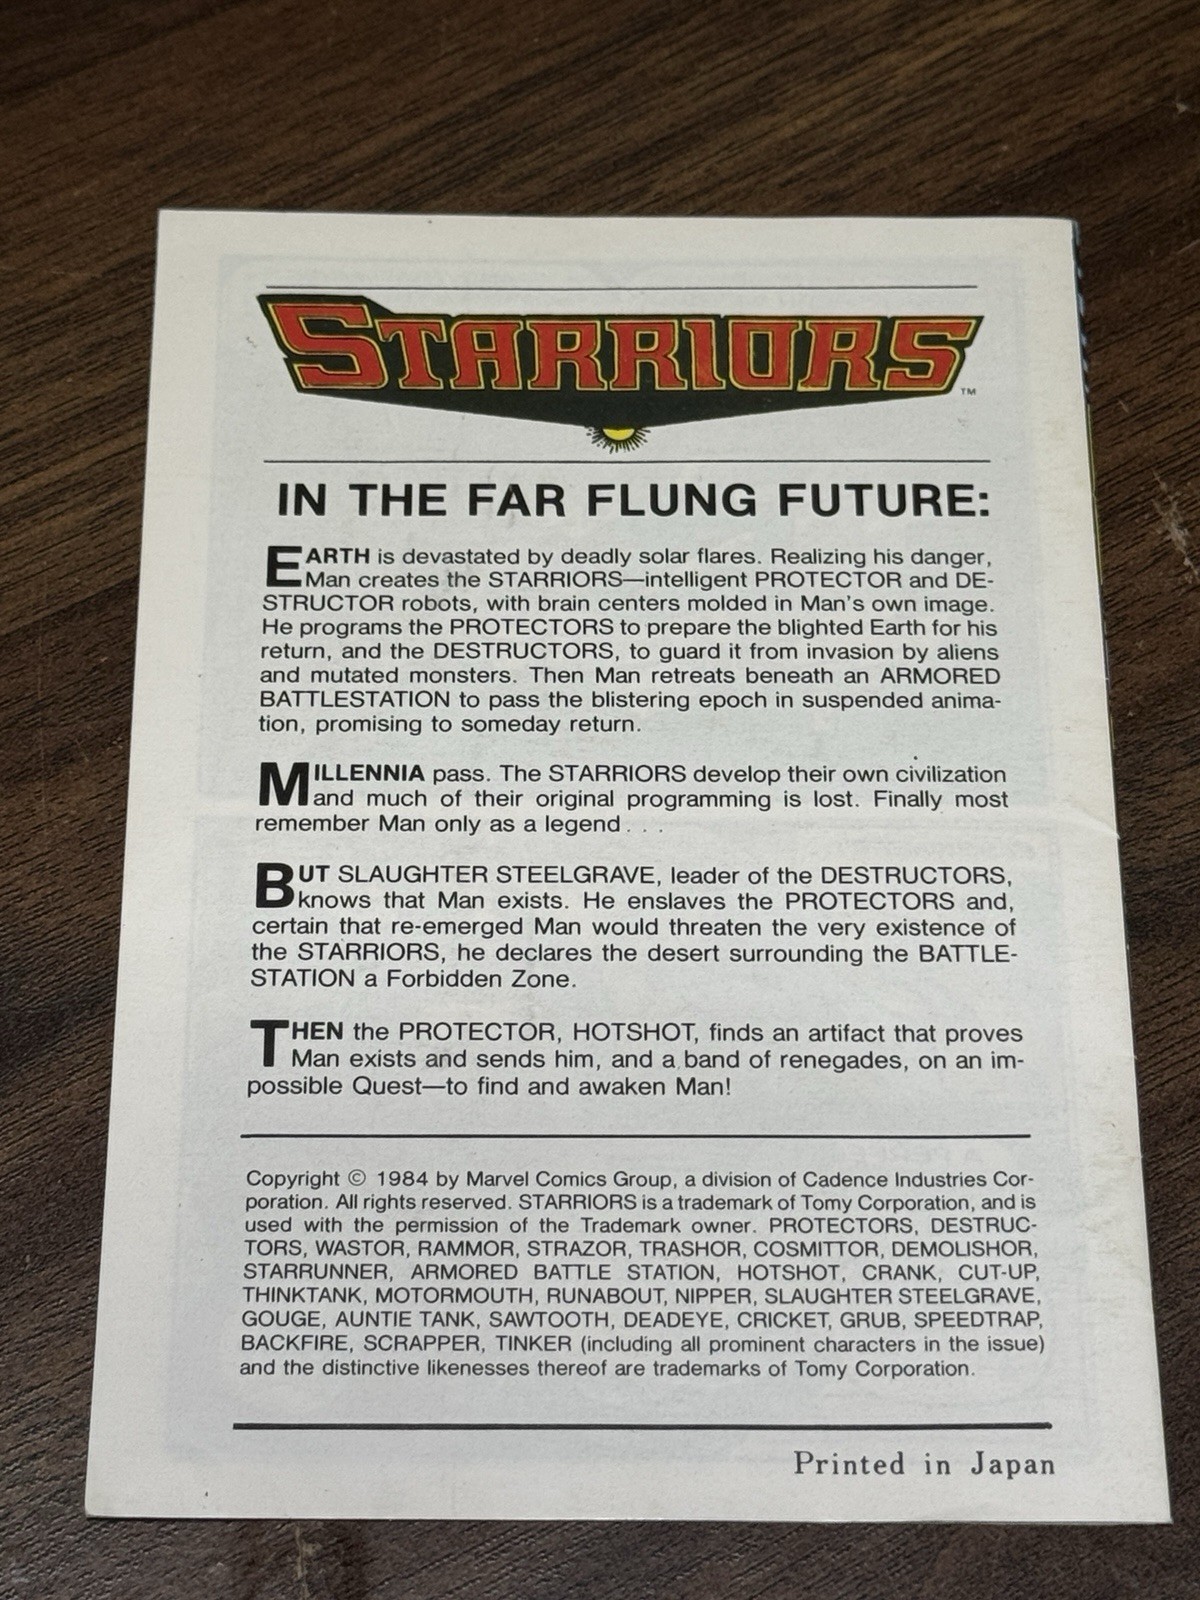 STARRIORS™
IN THE FAR FLUNG FUTURE:
EARTH is devastated by deadly solar flares. Realizing his danger,
Man creates the STARRIORS—intelligent PROTECTOR and DE-
STRUCTOR robots, with brain centers molded in Man's own image.
He programs the PROTECTORS to prepare the blighted Earth for his
return, and the DESTRUCTORS, to guard it from invasion by aliens
and mutated monsters. Then Man retreats beneath an ARMORED
BATTLESTATION to pass the blistering epoch in suspended anima-
tion, promising to someday return.
MILLENNIA pass. The STARRIORS develop their own civilization
and much of their original programming is lost. Finally most
remember Man only as a legend . . .
BUT SLAUGHTER STEELGRAVE, leader of the DESTRUCTORS,
knows that Man exists. He enslaves the PROTECTORS and,
certain that re-emerged Man would threaten the very existence of
the STARRIORS, he declares the desert surrounding the BATTLE-
STATION a Forbidden Zone.
THEN the PROTECTOR, HOTSHOT, finds an artifact that proves
Man exists and sends him, and a band of renegades, on an im-
possible Quest—to find and awaken Man!
Copyright © 1984 by Marvel Comics Group, a division of Cadence Industries Cor-
poration. All rights reserved. STARRIORS is a trademark of Tomy Corporation, and is
used with the permission of the Trademark owner. PROTECTORS, DESTRUC-
TORS, WASTOR, RAMMOR, STRAZOR, TRASHOR, COSMITTOR, DEMOLISHOR,
STARRUNNER, ARMORED BATTLE STATION, HOTSHOT, CRANK, CUT-UP,
THINKTANK, MOTORMOUTH, RUNABOUT, NIPPER, SLAUGHTER STEELGRAVE,
GOUGE, AUNTIE TANK, SAWTOOTH, DEADEYE, CRICKET, GRUB, SPEEDTRAP,
BACKFIRE, SCRAPPER, TINKER (including all prominent characters in the issue)
and the distinctive likenesses thereof are trademarks of Tomy Corporation.
Printed in Japan